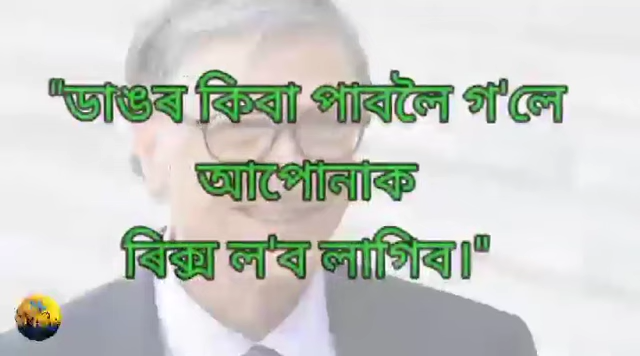 "ডাঙৰ কিবা পাবলৈ গ'লে
আপোনাক
ৰিক্স ল'ব লাগিব।"